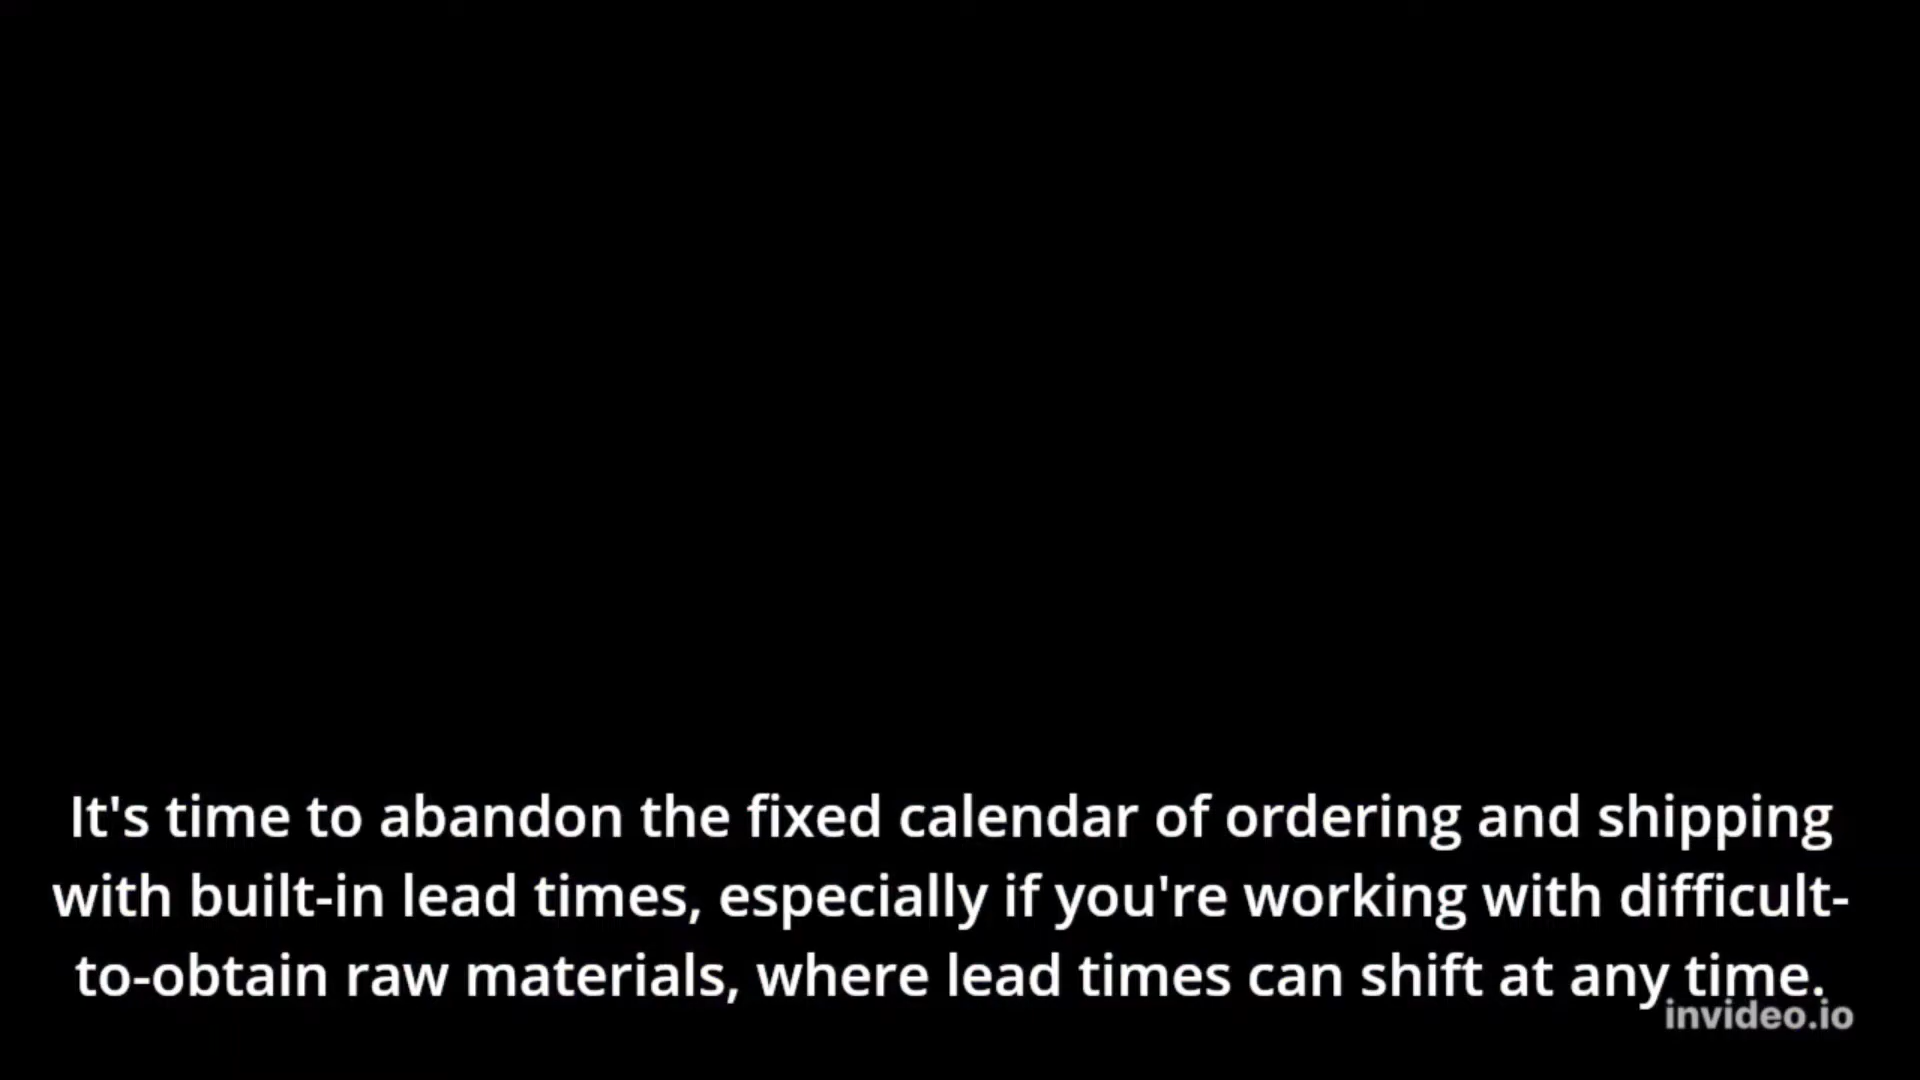 It's time to abandon the fixed calendar of ordering and shipping
with built-in lead times, especially if you're working with difficult-
to-obtain raw materials, where lead times can shift at any time.
invideo.io